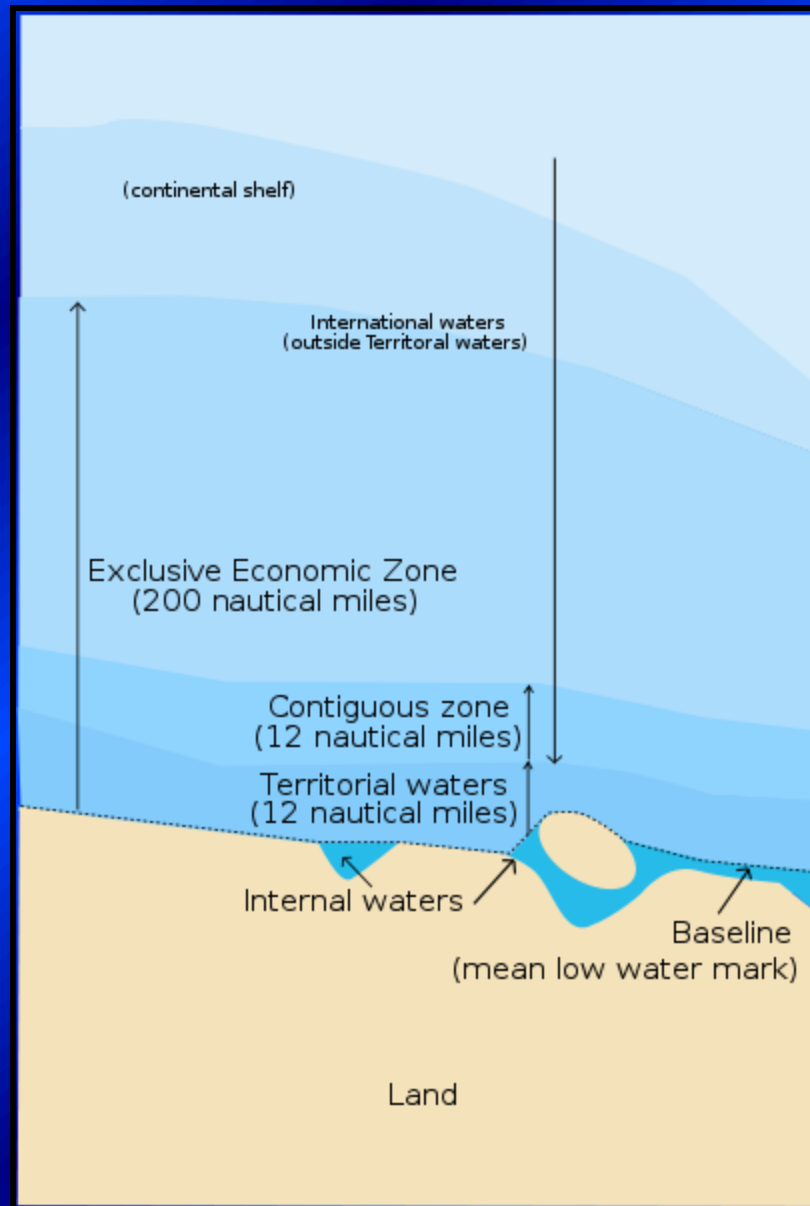 (continental shelf)
International waters
(outside Territoral waters)
Exclusive Economic Zone
(200 nautical miles)
Contiguous zone
(12 nautical miles)
Territorial waters
(12 nautical miles)
Internal waters
Baseline
(mean low water mark)
Land